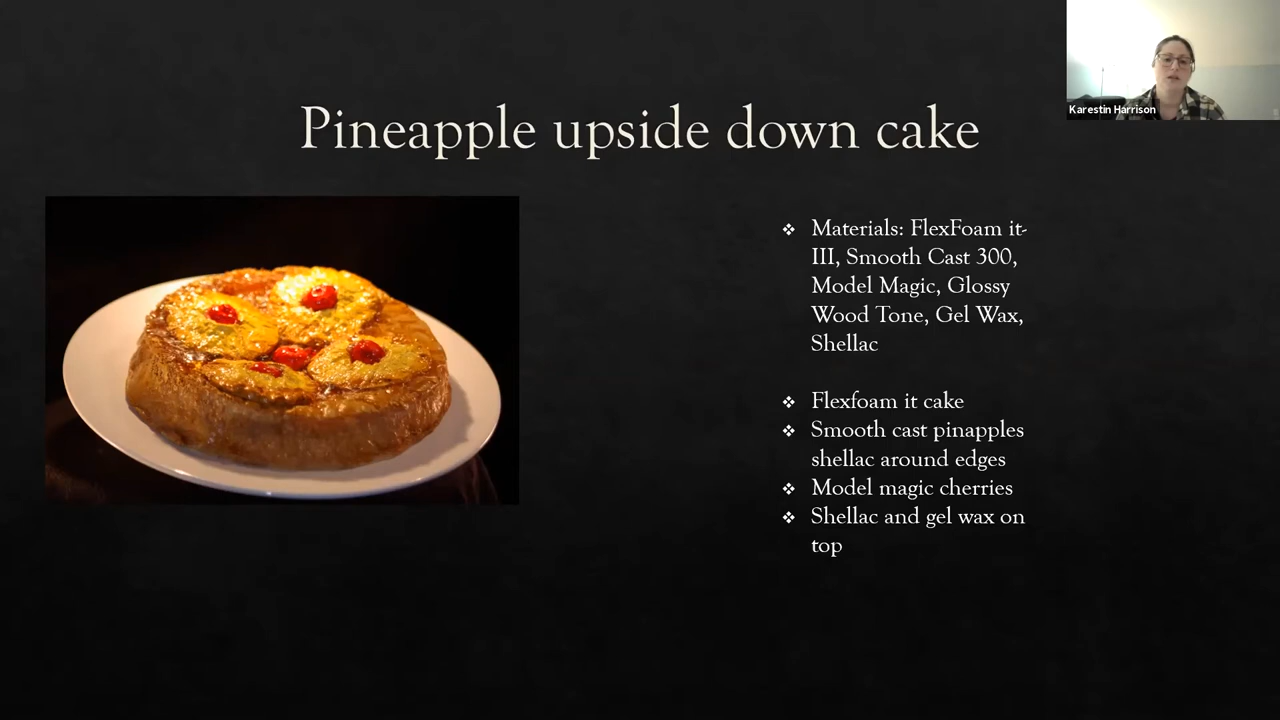 Karestin Harrison
Pineapple upside down cake
❖ Materials: FlexFoam it-
III, Smooth Cast 300,
Model Magic, Glossy
Wood Tone, Gel Wax,
Shellac
❖ Flexfoam it cake
❖ Smooth cast pinapples
shellac around edges
❖ Model magic cherries
❖ Shellac and gel wax on
top